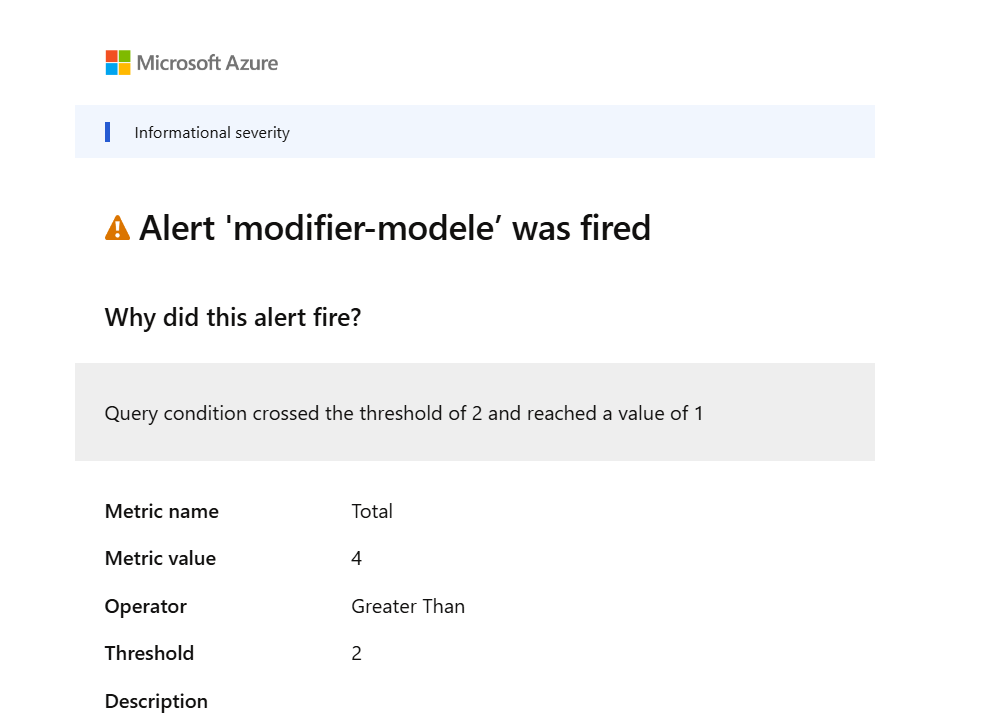 Microsoft Azure
Informational severity
Alert 'modifier-modele’ was fired
Why did this alert fire?
Query condition crossed the threshold of 2 and reached a value of 1
Metric name Total
Metric value 4
Operator Greater Than
Threshold 2
Description